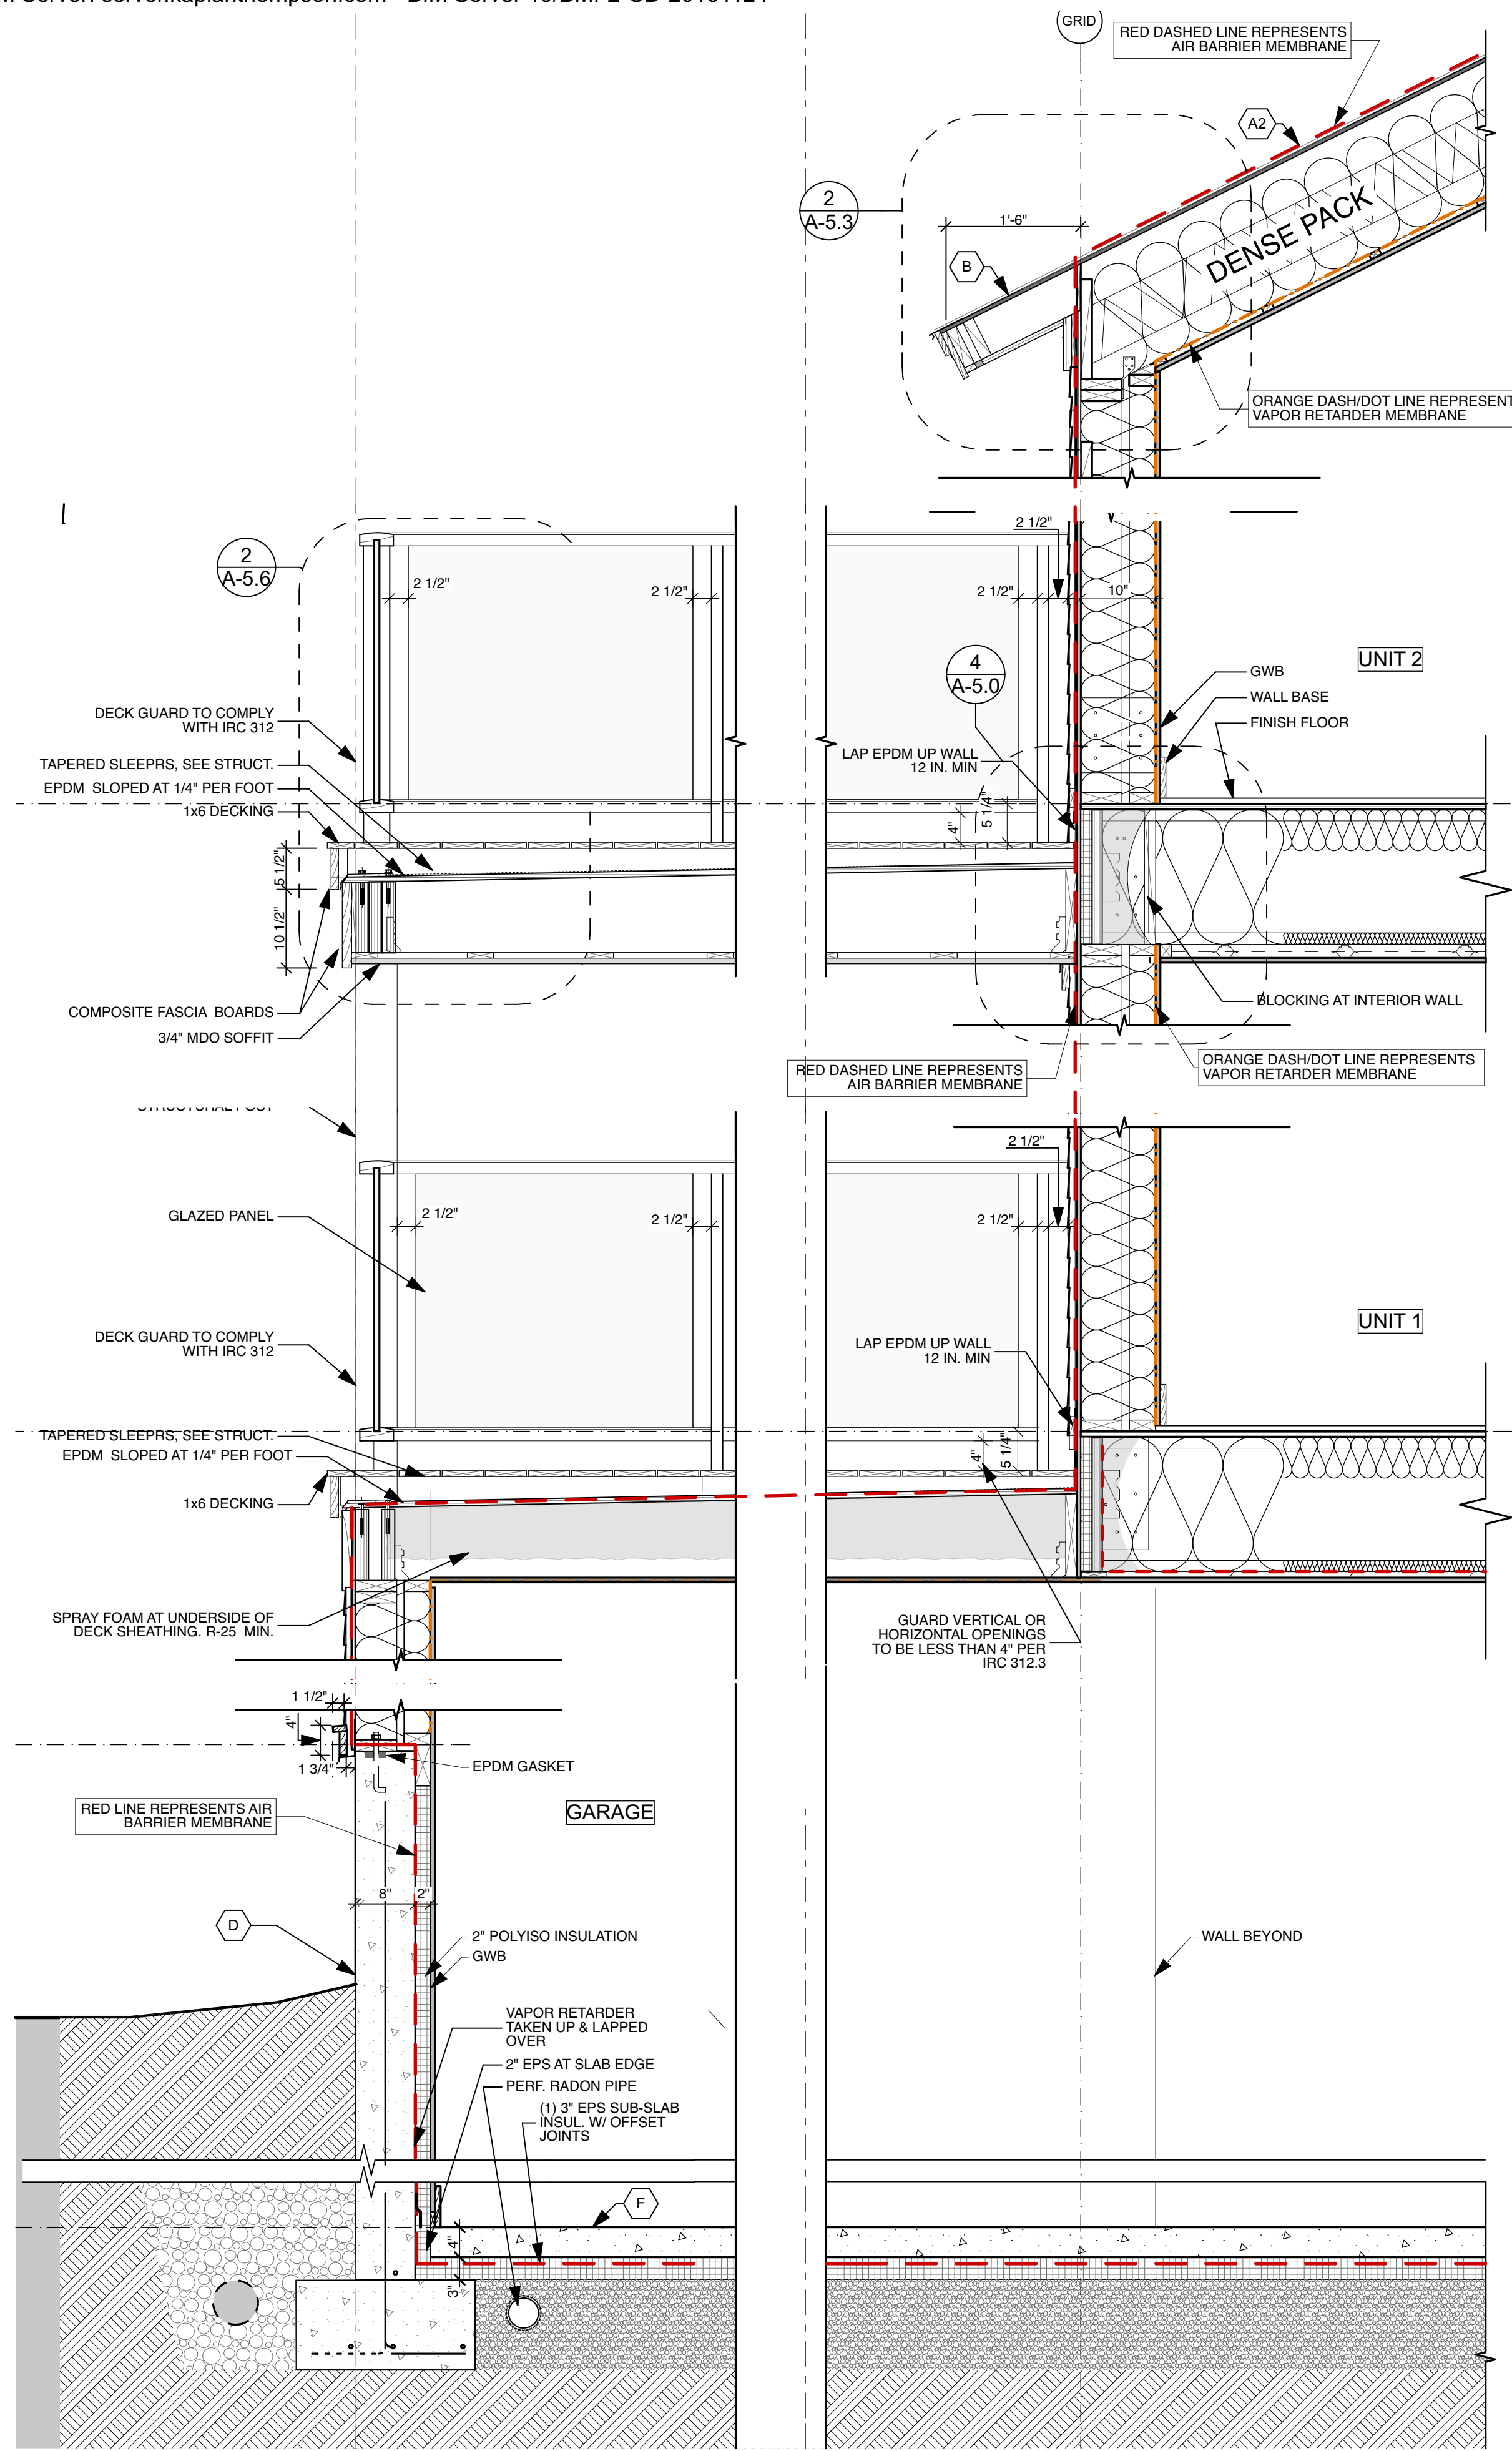 GRID
RED DASHED LINE REPRESENTS
AIR BARRIER MEMBRANE
A2
2
A-5.3
1'-6"
B
DENSE PACK
ORANGE DASH/DOT LINE REPRESENT
VAPOR RETARDER MEMBRANE
2
A-5.6
2 1/2"
2 1/2"
2 1/2"
2 1/2"
10"
4
A-5.0
UNIT 2
GWB
WALL BASE
FINISH FLOOR
DECK GUARD TO COMPLY
WITH IRC 312
TAPERED SLEEPRS, SEE STRUCT.
EPDM SLOPED AT 1/4" PER FOOT
1x6 DECKING
LAP EPDM UP WALL
12 IN. MIN
4"
5 1/4"
5 1/2"
10 1/2"
COMPOSITE FASCIA BOARDS
3/4" MDO SOFFIT
BLOCKING AT INTERIOR WALL
RED DASHED LINE REPRESENTS
AIR BARRIER MEMBRANE
ORANGE DASH/DOT LINE REPRESENTS
VAPOR RETARDER MEMBRANE
2 1/2"
GLAZED PANEL
2 1/2"
2 1/2"
2 1/2"
DECK GUARD TO COMPLY
WITH IRC 312
LAP EPDM UP WALL
12 IN. MIN
UNIT 1
TAPERED SLEEPRS, SEE STRUCT.
EPDM SLOPED AT 1/4" PER FOOT
1x6 DECKING
4"
5 1/4"
SPRAY FOAM AT UNDERSIDE OF
DECK SHEATHING. R-25 MIN.
GUARD VERTICAL OR
HORIZONTAL OPENINGS
TO BE LESS THAN 4" PER
IRC 312.3
1 1/2"
4"
1 3/4"
EPDM GASKET
RED LINE REPRESENTS AIR
BARRIER MEMBRANE
GARAGE
8"
2"
D
2" POLYISO INSULATION
GWB
WALL BEYOND
VAPOR RETARDER
TAKEN UP & LAPPED
OVER
2" EPS AT SLAB EDGE
PERF. RADON PIPE
(1) 3" EPS SUB-SLAB
INSUL. W/ OFFSET
JOINTS
F
4"
3"